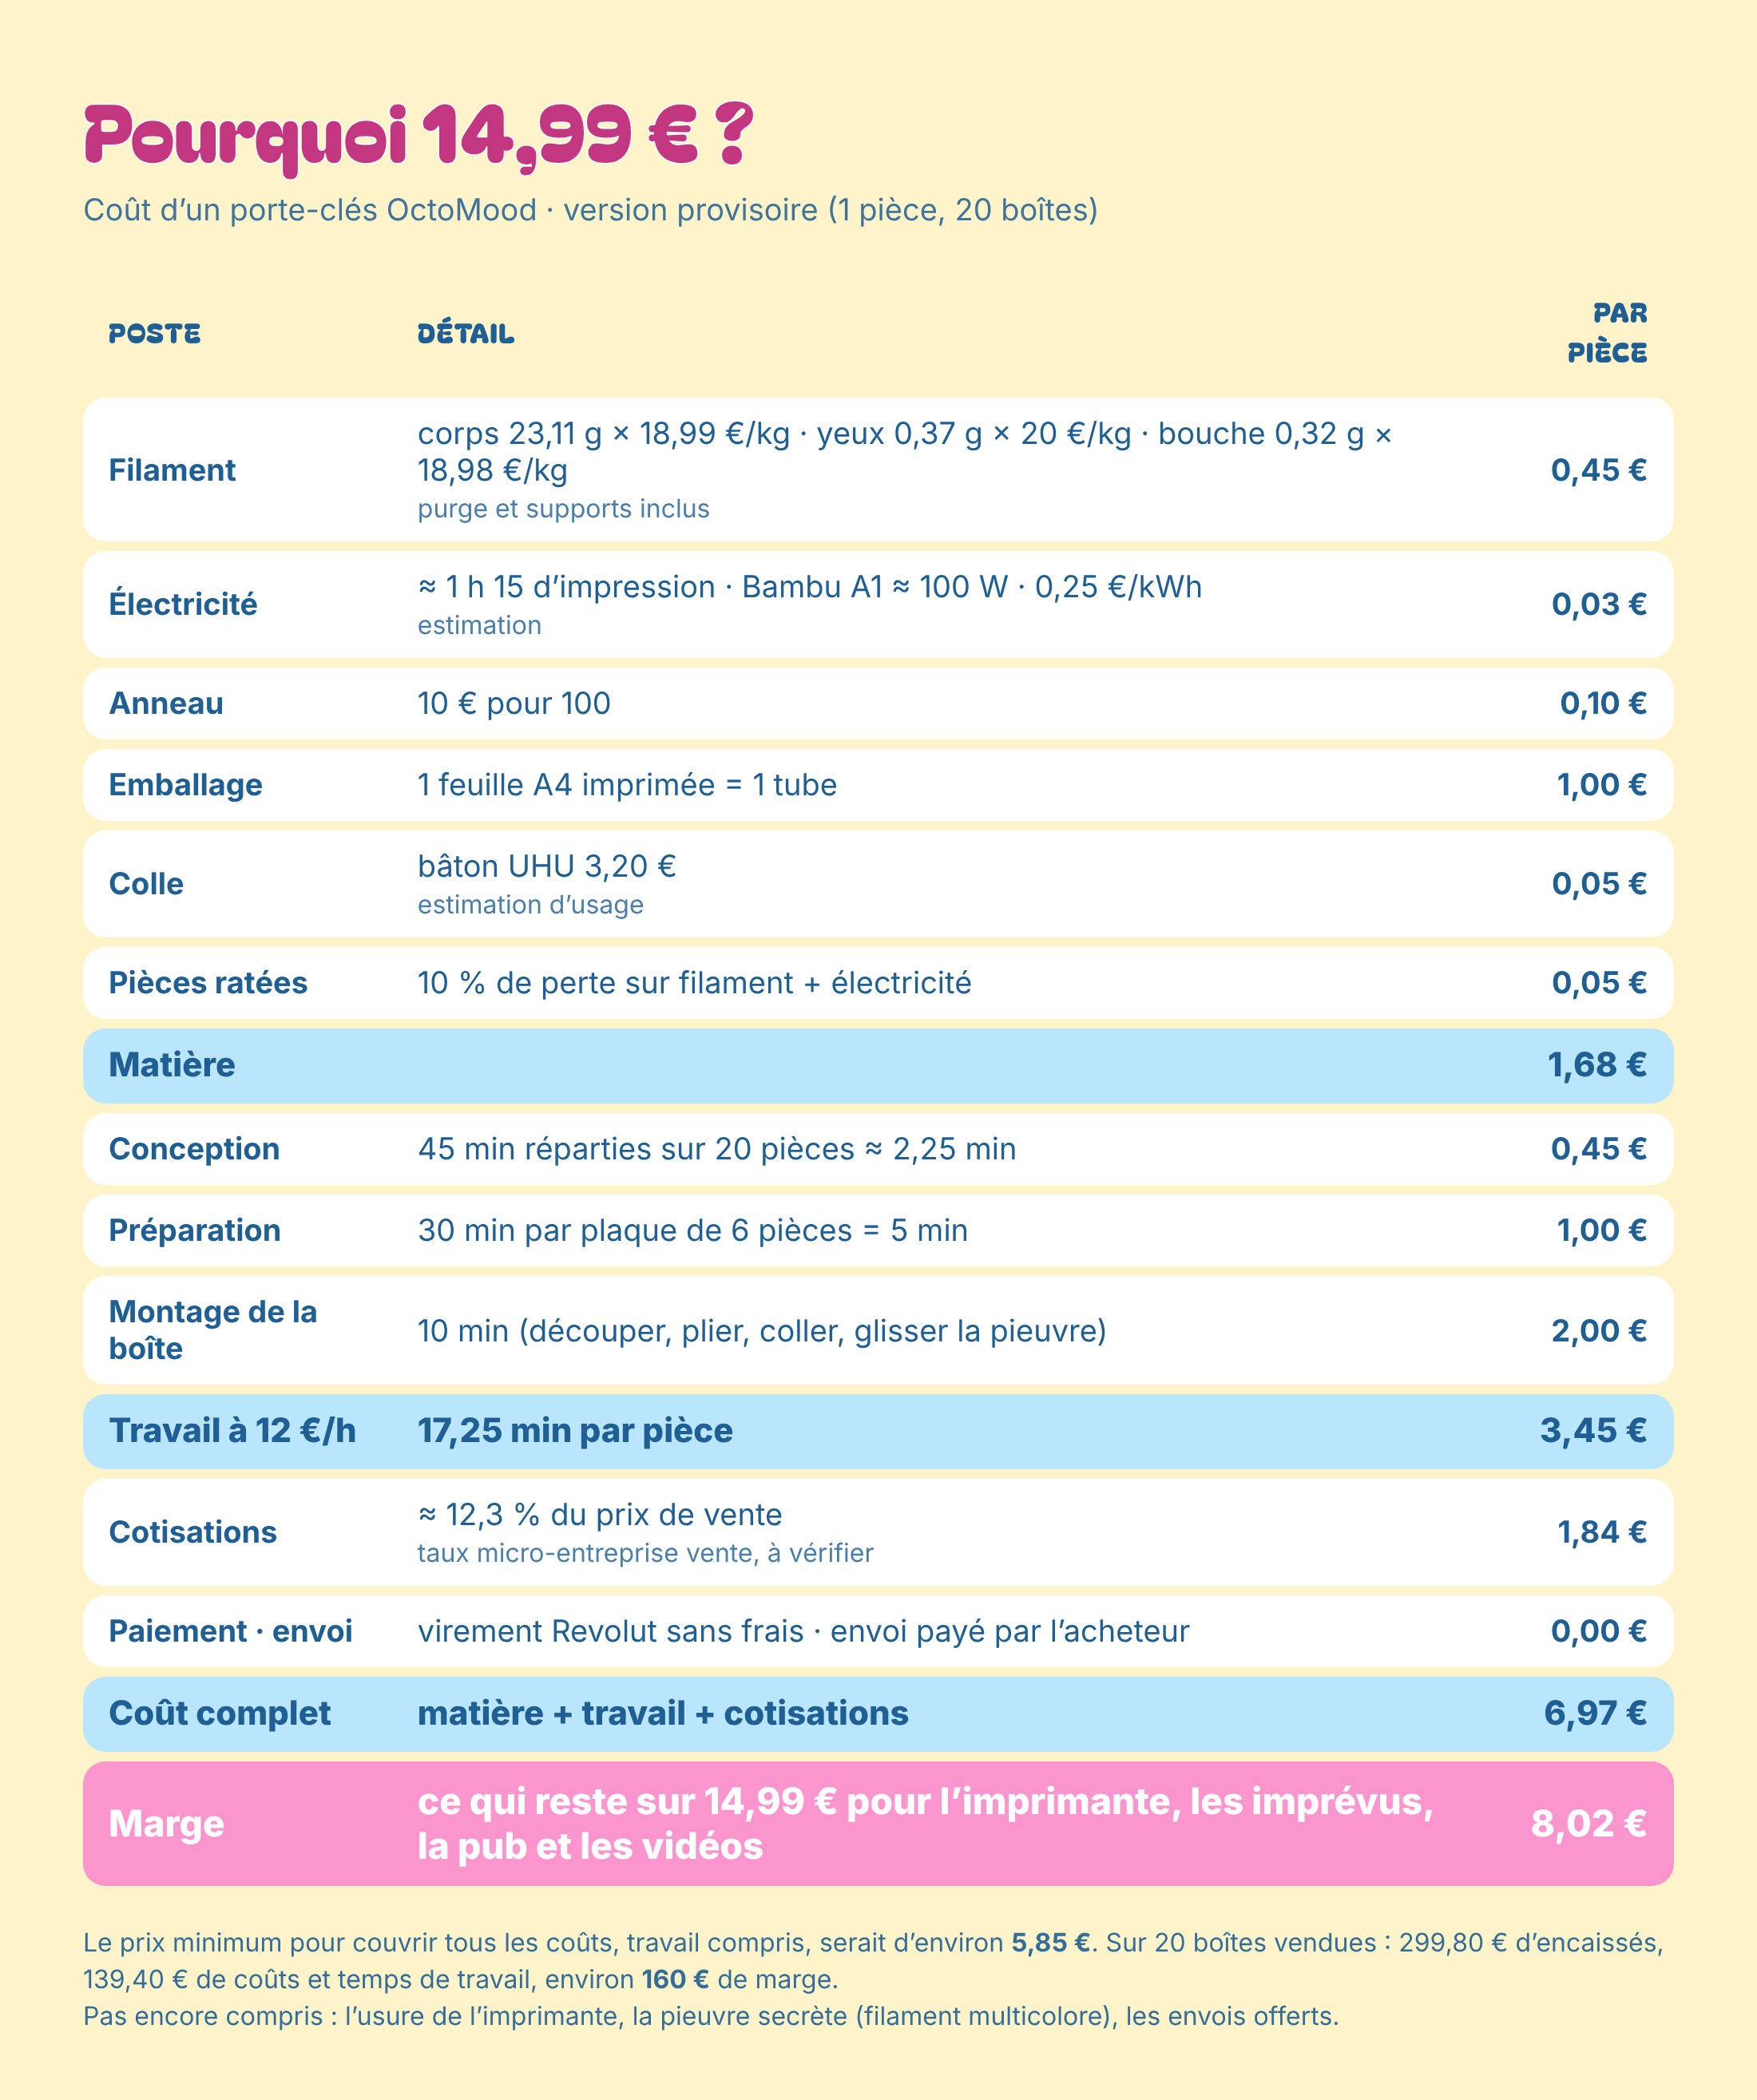 Pourquoi 14,99 € ?
Coût d’un porte-clés OctoMood · version provisoire (1 pièce, 20 boîtes)
POSTE
DÉTAIL
PAR
PIÈCE
Filament
corps 23,11 g × 18,99 €/kg · yeux 0,37 g × 20 €/kg · bouche 0,32 g ×
18,98 €/kg
purge et supports inclus
0,45 €
Électricité
≈ 1 h 15 d’impression · Bambu A1 ≈ 100 W · 0,25 €/kWh
estimation
0,03 €
Anneau
10 € pour 100
0,10 €
Emballage
1 feuille A4 imprimée = 1 tube
1,00 €
Colle
bâton UHU 3,20 €
estimation d’usage
0,05 €
Pièces ratées
10 % de perte sur filament + électricité
0,05 €
Matière
1,68 €
Conception
45 min réparties sur 20 pièces ≈ 2,25 min
0,45 €
Préparation
30 min par plaque de 6 pièces = 5 min
1,00 €
Montage de la
boîte
10 min (découper, plier, coller, glisser la pieuvre)
2,00 €
Travail à 12 €/h
17,25 min par pièce
3,45 €
Cotisations
≈ 12,3 % du prix de vente
taux micro-entreprise vente, à vérifier
1,84 €
Paiement · envoi
virement Revolut sans frais · envoi payé par l’acheteur
0,00 €
Coût complet
matière + travail + cotisations
6,97 €
Marge
ce qui reste sur 14,99 € pour l’imprimante, les imprévus,
la pub et les vidéos
8,02 €
Le prix minimum pour couvrir tous les coûts, travail compris, serait d’environ 5,85 €. Sur 20 boîtes vendues : 299,80 € d’encaissés,
139,40 € de coûts et temps de travail, environ 160 € de marge.
Pas encore compris : l’usure de l’imprimante, la pieuvre secrète (filament multicolore), les envois offerts.